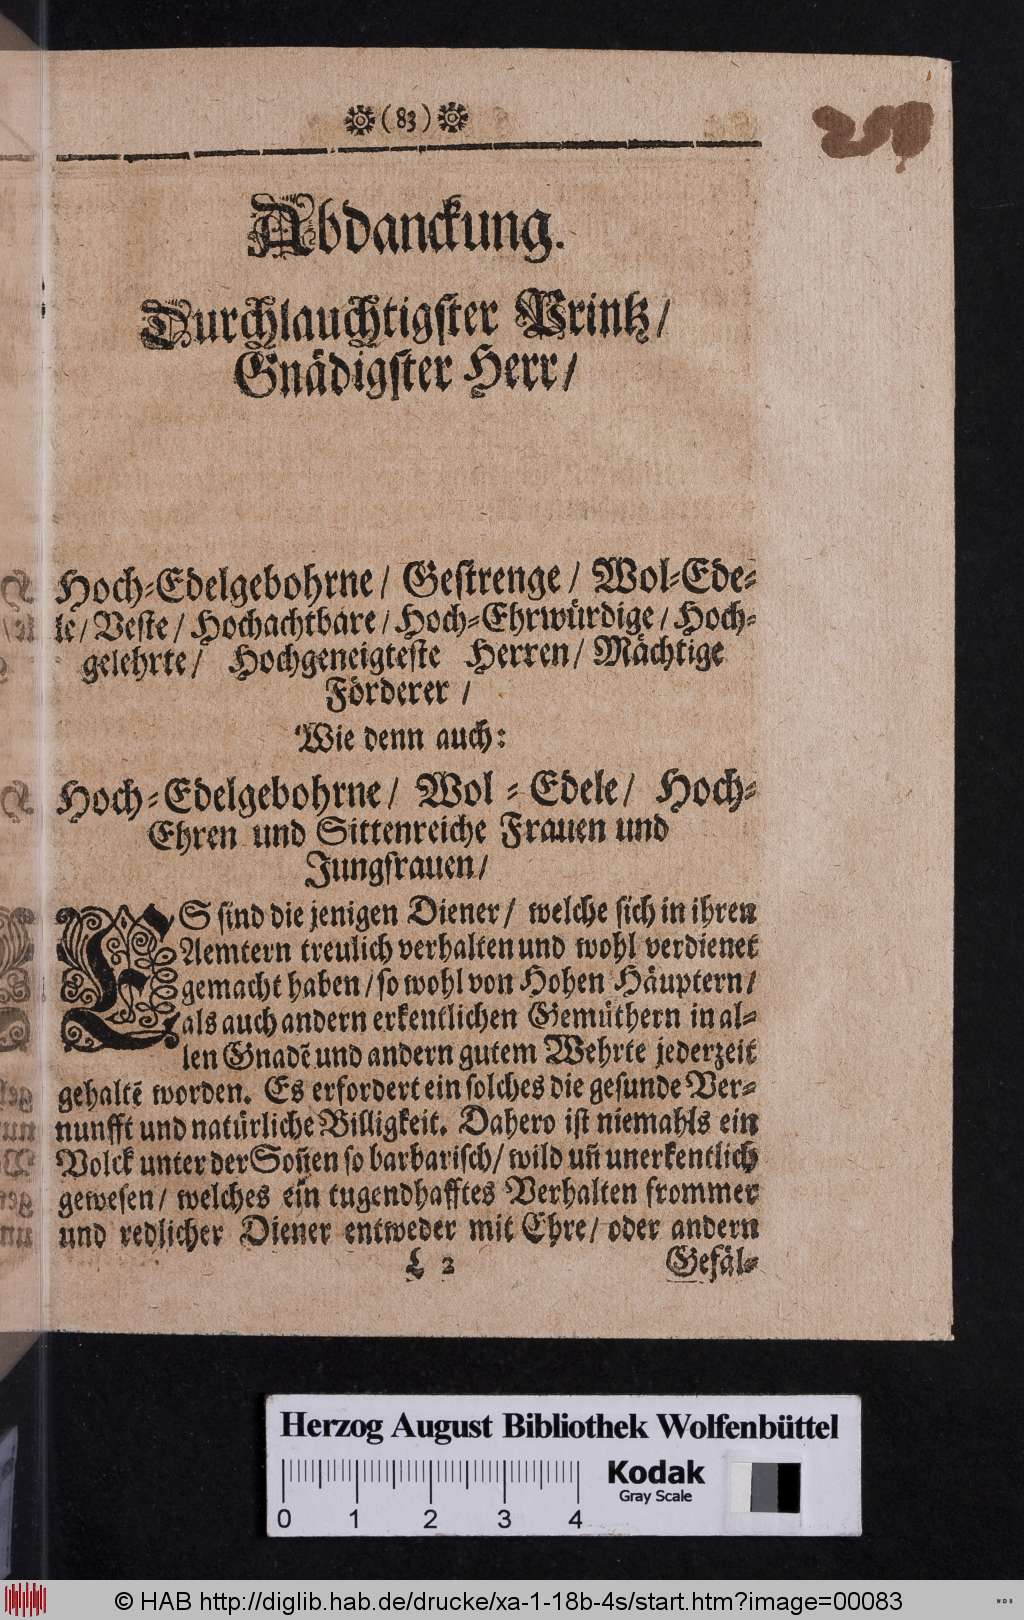 (83)
Abdanckung.
Durchlauchtigster Printz/
Gnädigster Herr/
Hoch-Edelgebohrne/ Gestrenge/ Wol-Ede-
le/ Veste/ Hochachtbare/ Hoch-Ehrwürdige/ Hoch-
gelehrte/ Hochgeneigteste Herren/ Mächtige
Förderer/
Wie denn auch:
Hoch-Edelgebohrne/ Wol-Edele/ Hoch-
Ehren und Sittenreiche Frauen und
Jungfrauen/
ES sind die jenigen Diener/ welche sich in ihren
Aemtern treulich verhalten und wohl verdienet
gemacht haben/ so wohl von Hohen Häuptern/
als auch andern erkentlichen Gemüthern in al-
len Gnadē und andern gutem Wehrte jederzeit
gehaltē worden. Es erfordert ein solches die gesunde Ver-
nunfft und natürliche Billigkeit. Dahero ist niemahls ein
Volck unter der Soñen so barbarisch/ wild uñ unerkentlich
gewesen/ welches ein tugendhafftes Verhalten frommer
und redlicher Diener entweder mit Ehre/ oder andern
L 2 Gefäl-
Herzog August Bibliothek Wolfenbüttel
Kodak
Gray Scale
0 1 2 3 4
© HAB http://diglib.hab.de/drucke/xa-1-18b-4s/start.htm?image=00083